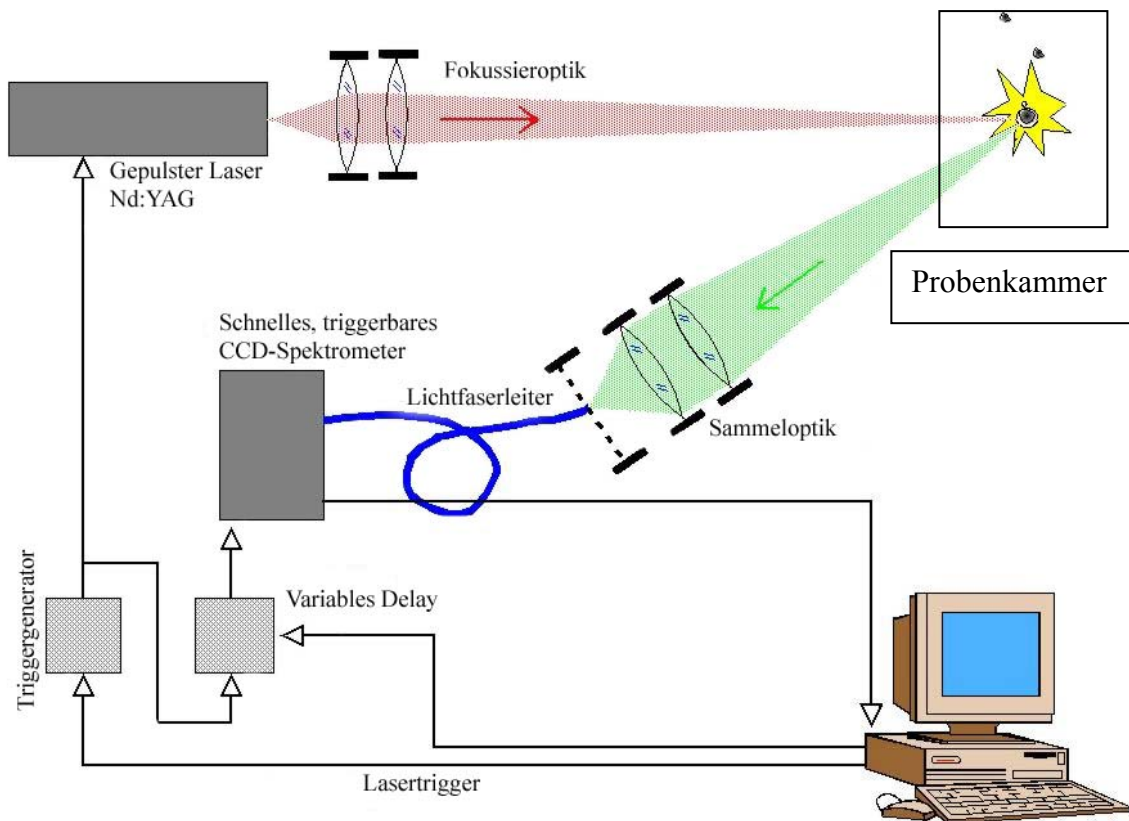 Fokussieroptik
Gepulster Laser
Nd:YAG
Probenkammer
Schnelles, triggerbares
CCD-Spektrometer
Lichtfaserleiter
Sammeloptik
Triggergenerator
Variables Delay
Lasertrigger